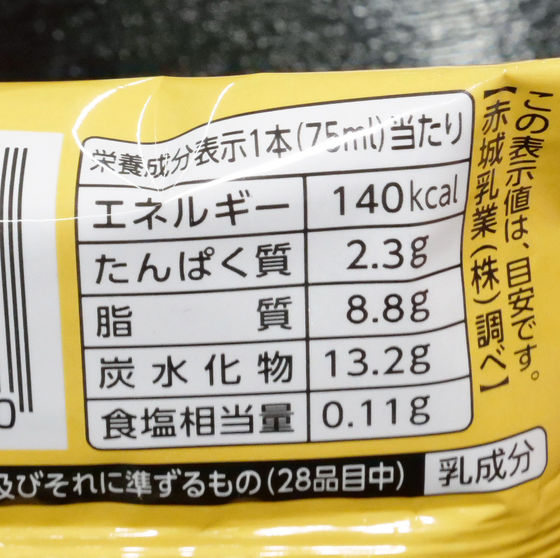 栄養成分表示1本(75ml)当たり
エネルギー 140kcal
たんぱく質 2.3g
脂質 8.8g
炭水化物 13.2g
食塩相当量 0.11g
この表示値は、目安です。
【赤城乳業(株)調べ】
及びそれに準ずるもの(28品目中) 乳成分
0